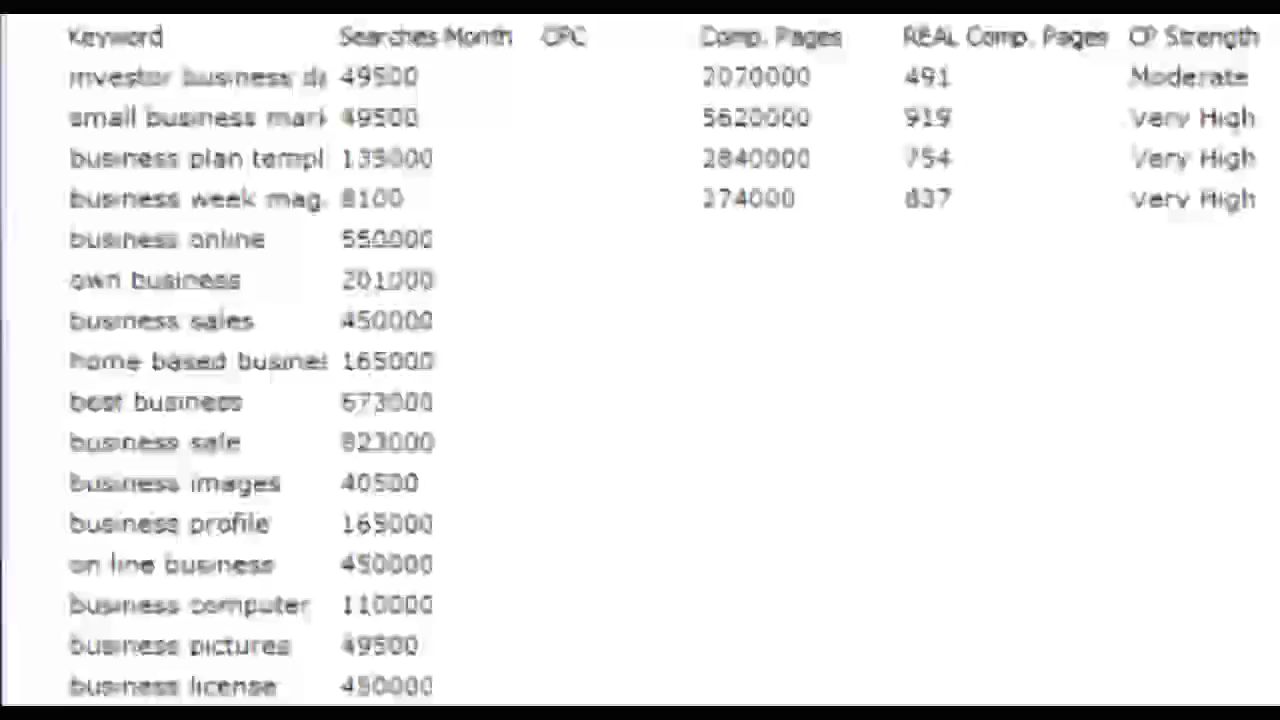 Keyword Searches Month CPC Comp. Pages REAL Comp. Pages CP Strength
investor business da 49500 2070000 491 Moderate
small business mark 49500 5620000 919 Very High
business plan templ 135000 2840000 754 Very High
business week mag. 8100 274000 837 Very High
business online 550000
own business 201000
business sales 450000
home based busines 165000
best business 673000
business sale 823000
business images 40500
business profile 165000
on line business 450000
business computer 110000
business pictures 49500
business license 450000